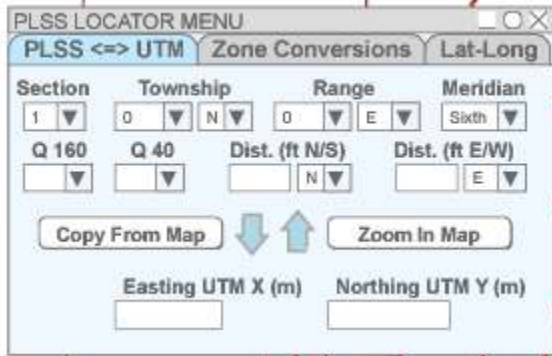 PLSS LOCATOR MENU
PLSS <=> UTM Zone Conversions Lat-Long
Section Township Range Meridian
1 0 N 0 E Sixth
Q 160 Q 40 Dist. (ft N/S) Dist. (ft E/W)
N E
Copy From Map Zoom In Map
Easting UTM X (m) Northing UTM Y (m)